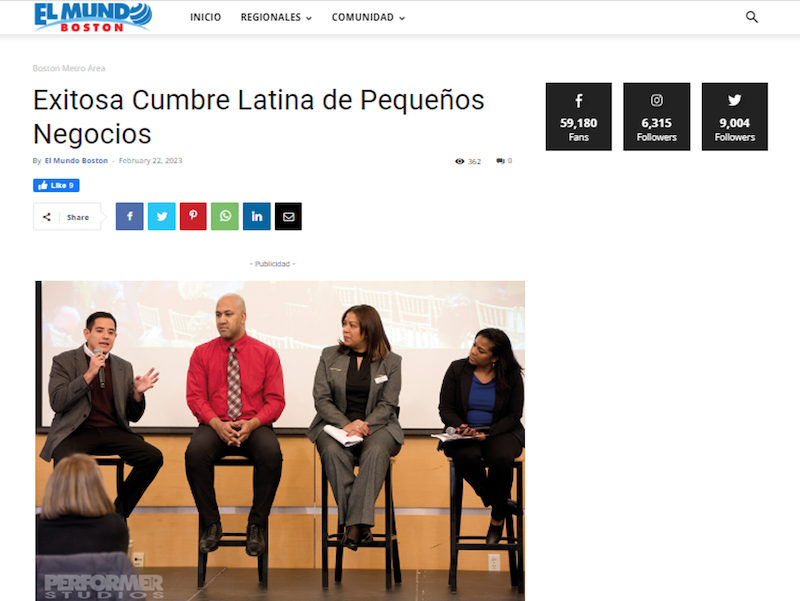 EL MUNDO
BOSTON
INICIO REGIONALES COMUNIDAD
Boston Metro Area
Exitosa Cumbre Latina de Pequeños
Negocios
By El Mundo Boston - February 22, 2023
362 0
Like 9
Share
59,180
Fans
6,315
Followers
9,004
Followers
- Publicidad -
PERFORMER
STUDIOS